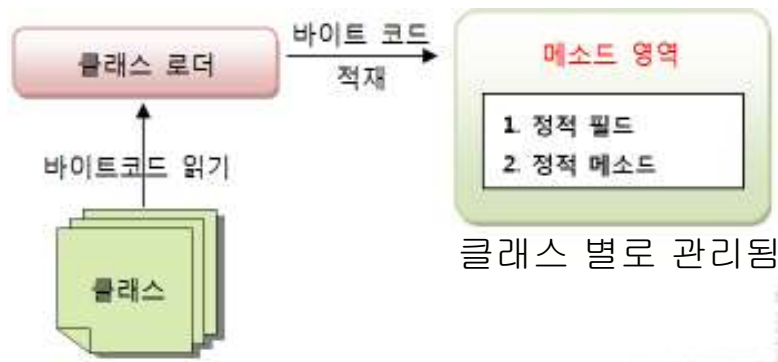 클래스 로더
바이트 코드
적재
메소드 영역
1. 정적 필드
2. 정적 메소드
바이트코드 읽기
클래스 별로 관리됨
클래스